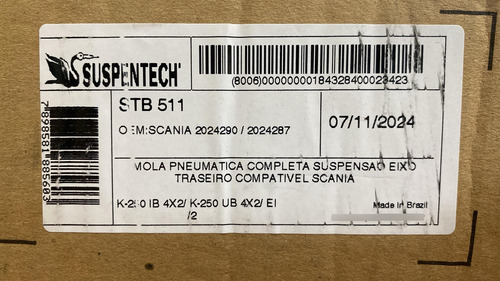 SUSPENTECH
(8006)00000000184328400023423
STB 511
OEM:SCANIA 2024290 / 2024287
07/11/2024
MOLA PNEUMATICA COMPLETA SUSPENSAO EIXO
TRASEIRO COMPATIVEL SCANIA
K-250 IB 4X2/ K-250 UB 4X2/ EI
/2
Made In Brazil
7898581885603